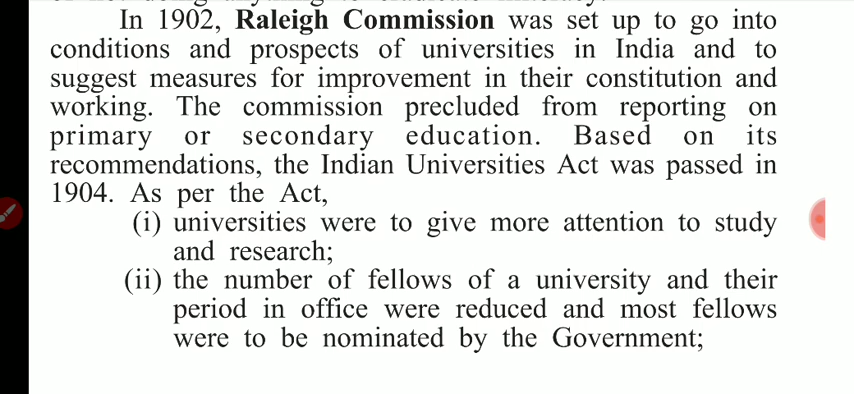 In 1902, Raleigh Commission was set up to go into
conditions and prospects of universities in India and to
suggest measures for improvement in their constitution and
working. The commission precluded from reporting on
primary or secondary education. Based on its
recommendations, the Indian Universities Act was passed in
1904. As per the Act,
(i) universities were to give more attention to study
and research;
(ii) the number of fellows of a university and their
period in office were reduced and most fellows
were to be nominated by the Government;